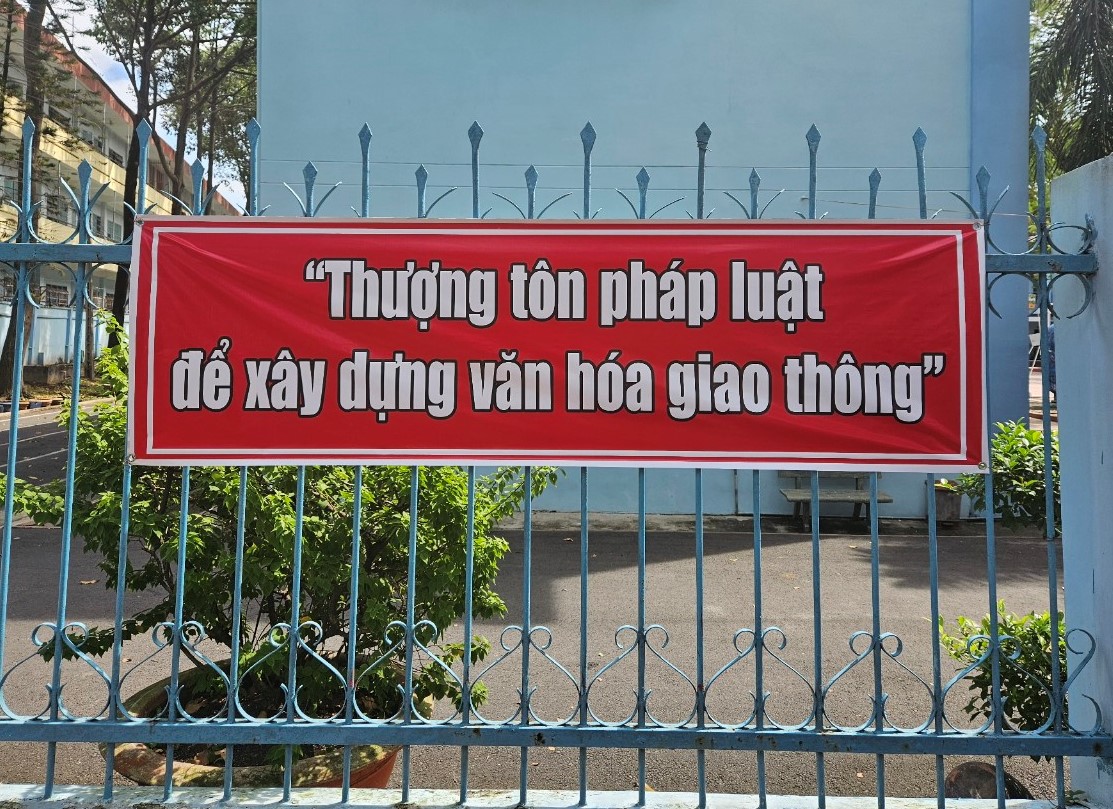 “Thượng tôn pháp luật
để xây dựng văn hóa giao thông”